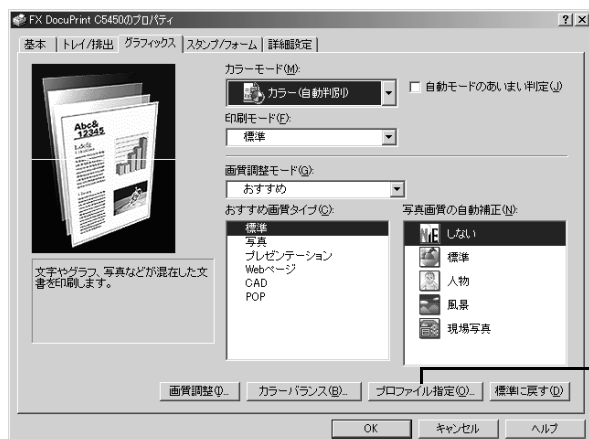 FX DocuPrint C5450のプロパティ
基本 トレイ/排出 グラフィックス スタンプ/フォーム 詳細設定
カラーモード(M):
カラー(自動判別)
自動モードのあいまい判定(J)
印刷モード(F):
標準
画質調整モード(G):
おすすめ
おすすめ画質タイプ(C):
標準
写真
プレゼンテーション
Webページ
CAD
POP
写真画質の自動補正(N):
しない
標準
人物
風景
現場写真
Abc&
12345
文字やグラフ、写真などが混在した文
書を印刷します。
画質調整(I)... カラーバランス(B)... プロファイル指定(Q)... 標準に戻す(D)
OK キャンセル ヘルプ